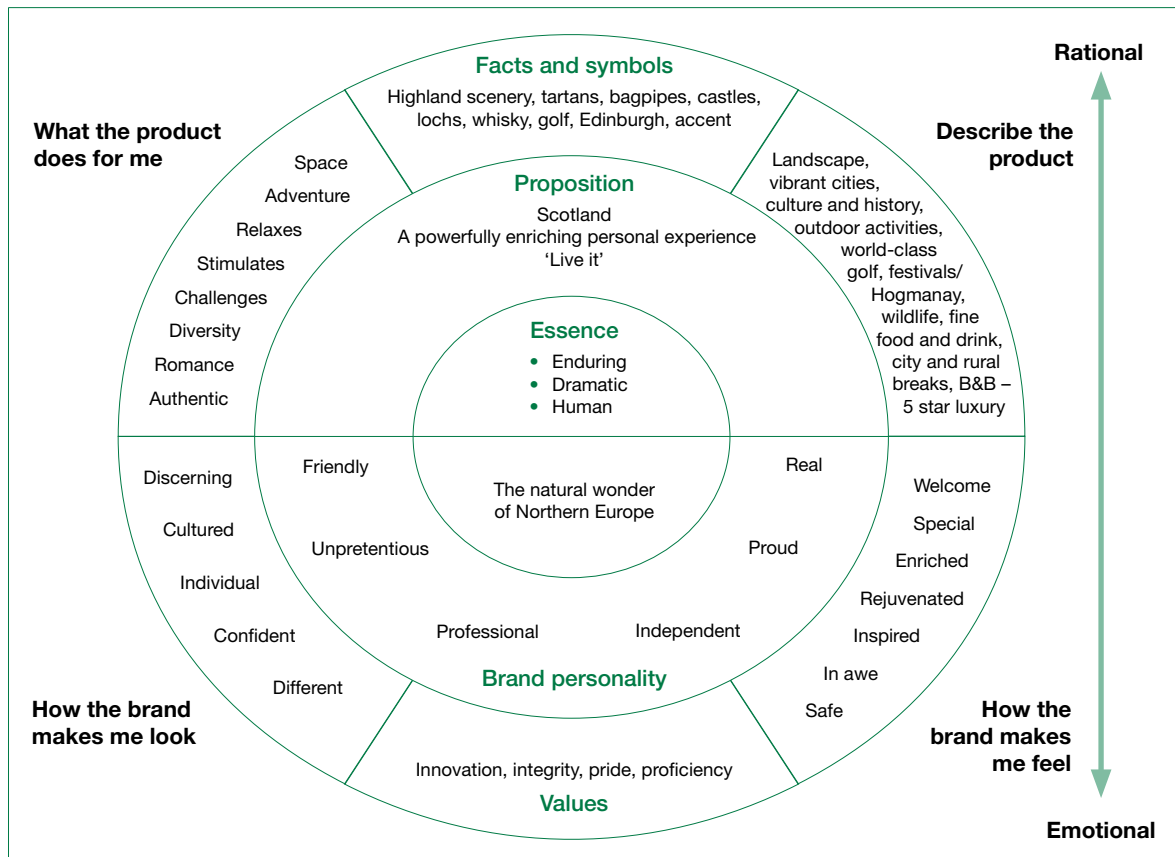 Rational
Facts and symbols
Highland scenery, tartans, bagpipes, castles,
lochs, whisky, golf, Edinburgh, accent
What the product
does for me
Space
Adventure
Relaxes
Stimulates
Challenges
Diversity
Romance
Authentic
Proposition
Scotland
A powerfully enriching personal experience
‘Live it’
Describe the
product
Landscape,
vibrant cities,
culture and history,
outdoor activities,
world-class
golf, festivals/
Hogmanay,
wildlife, fine
food and drink,
city and rural
breaks, B&B –
5 star luxury
Essence
• Enduring
• Dramatic
• Human
The natural wonder
of Northern Europe
Discerning
Cultured
Individual
Confident
Different
How the brand
makes me look
Friendly
Unpretentious
Professional
Real
Proud
Independent
Brand personality
Welcome
Special
Enriched
Rejuvenated
Inspired
In awe
Safe
How the
brand makes
me feel
Innovation, integrity, pride, proficiency
Values
Emotional